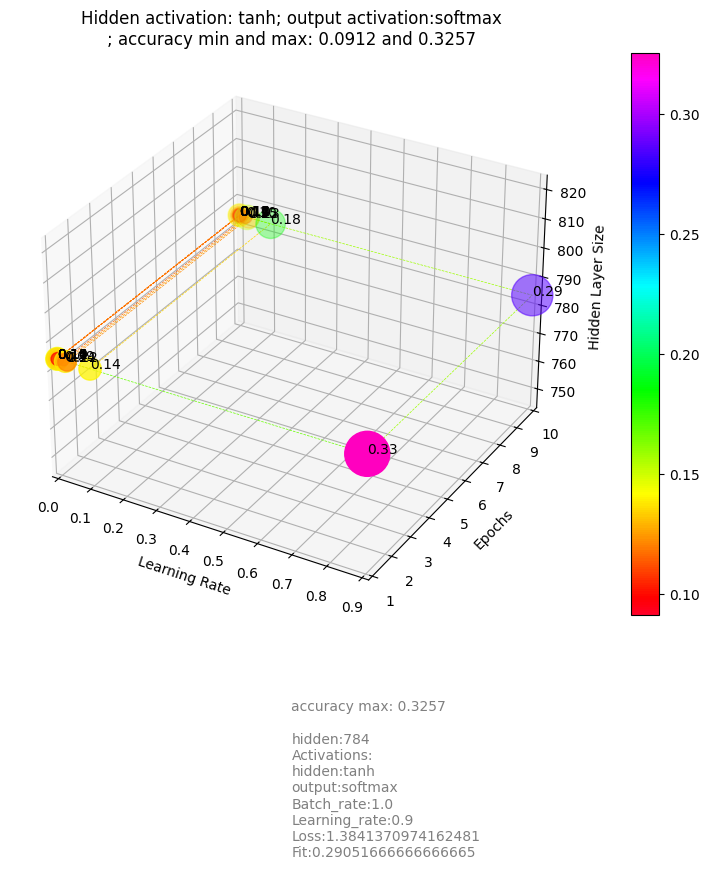 Hidden activation: tanh; output activation:softmax
; accuracy min and max: 0.0912 and 0.3257
0.30
0.25
0.20
0.15
0.10
820
810
800
790
780
770
760
750
Hidden Layer Size
0.18
0.29
0.14
0.33
0.0
0.1
0.2
0.3
0.4
0.5
0.6
0.7
0.8
0.9
Learning Rate
1
2
3
4
5
6
7
8
9
10
Epochs
accuracy max: 0.3257
hidden:784
Activations:
hidden:tanh
output:softmax
Batch_rate:1.0
Learning_rate:0.9
Loss:1.3841370974162481
Fit:0.29051666666666665